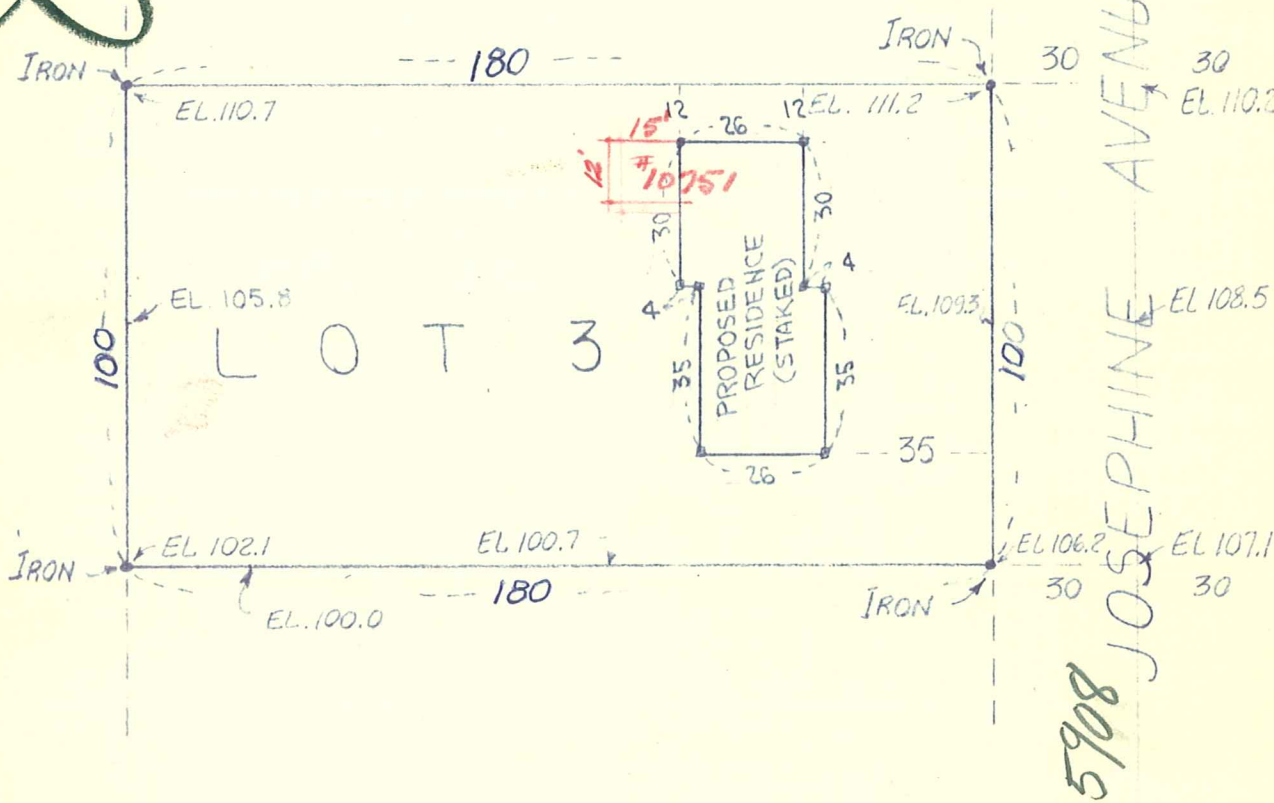 IRON
180
IRON
30
30
EL.110.7
12
12
EL. 111.2
EL.110.2
15'
26
12'
#10751
30
30
4
4
EL. 105.8
EL.109.3
EL 108.5
100
LOT 3
PROPOSED
RESIDENCE
(STAKED)
35
35
100
35
26
EL 102.1
EL 100.7
EL 106.2
EL 107.1
IRON
180
IRON
30
30
EL.100.0
5908
JOSEPHINE